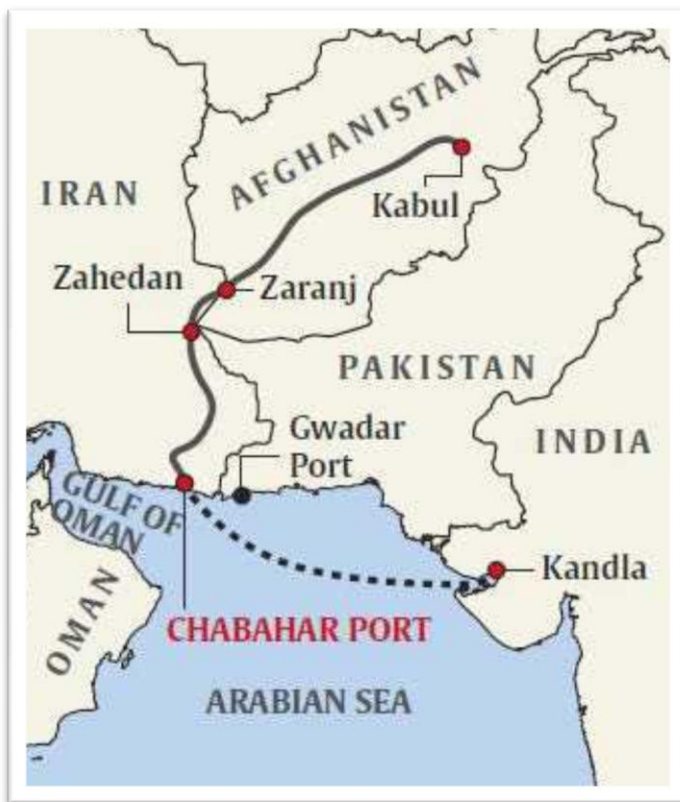 AFGHANISTAN
IRAN
Kabul
Zahedan
Zaranj
PAKISTAN
Gwadar
Port
INDIA
GULF OF
OMAN
Kandla
OMAN
CHABAHAR PORT
ARABIAN SEA